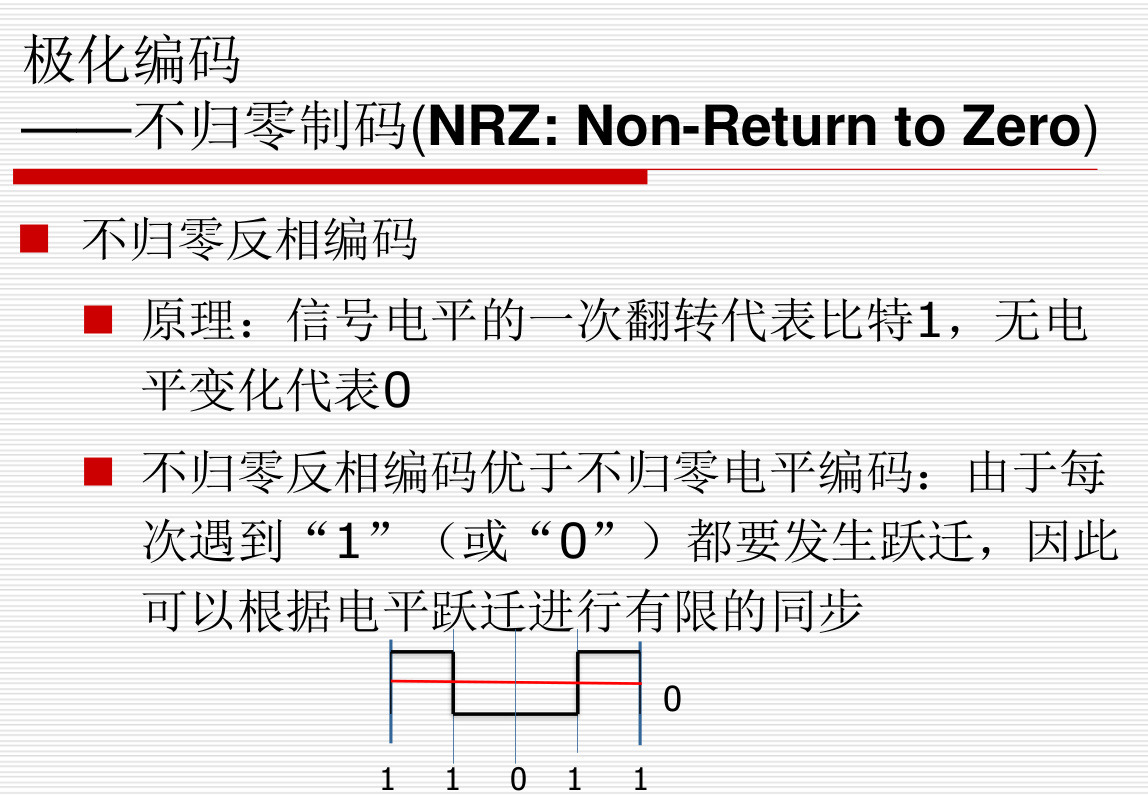 极化编码
——不归零制码(NRZ: Non-Return to Zero)
不归零反相编码
原理：信号电平的一次翻转代表比特1，无电
平变化代表0
不归零反相编码优于不归零电平编码：由于每
次遇到“1”（或“0”）都要发生跃迁，因此
可以根据电平跃迁进行有限的同步
0
1 1 0 1 1